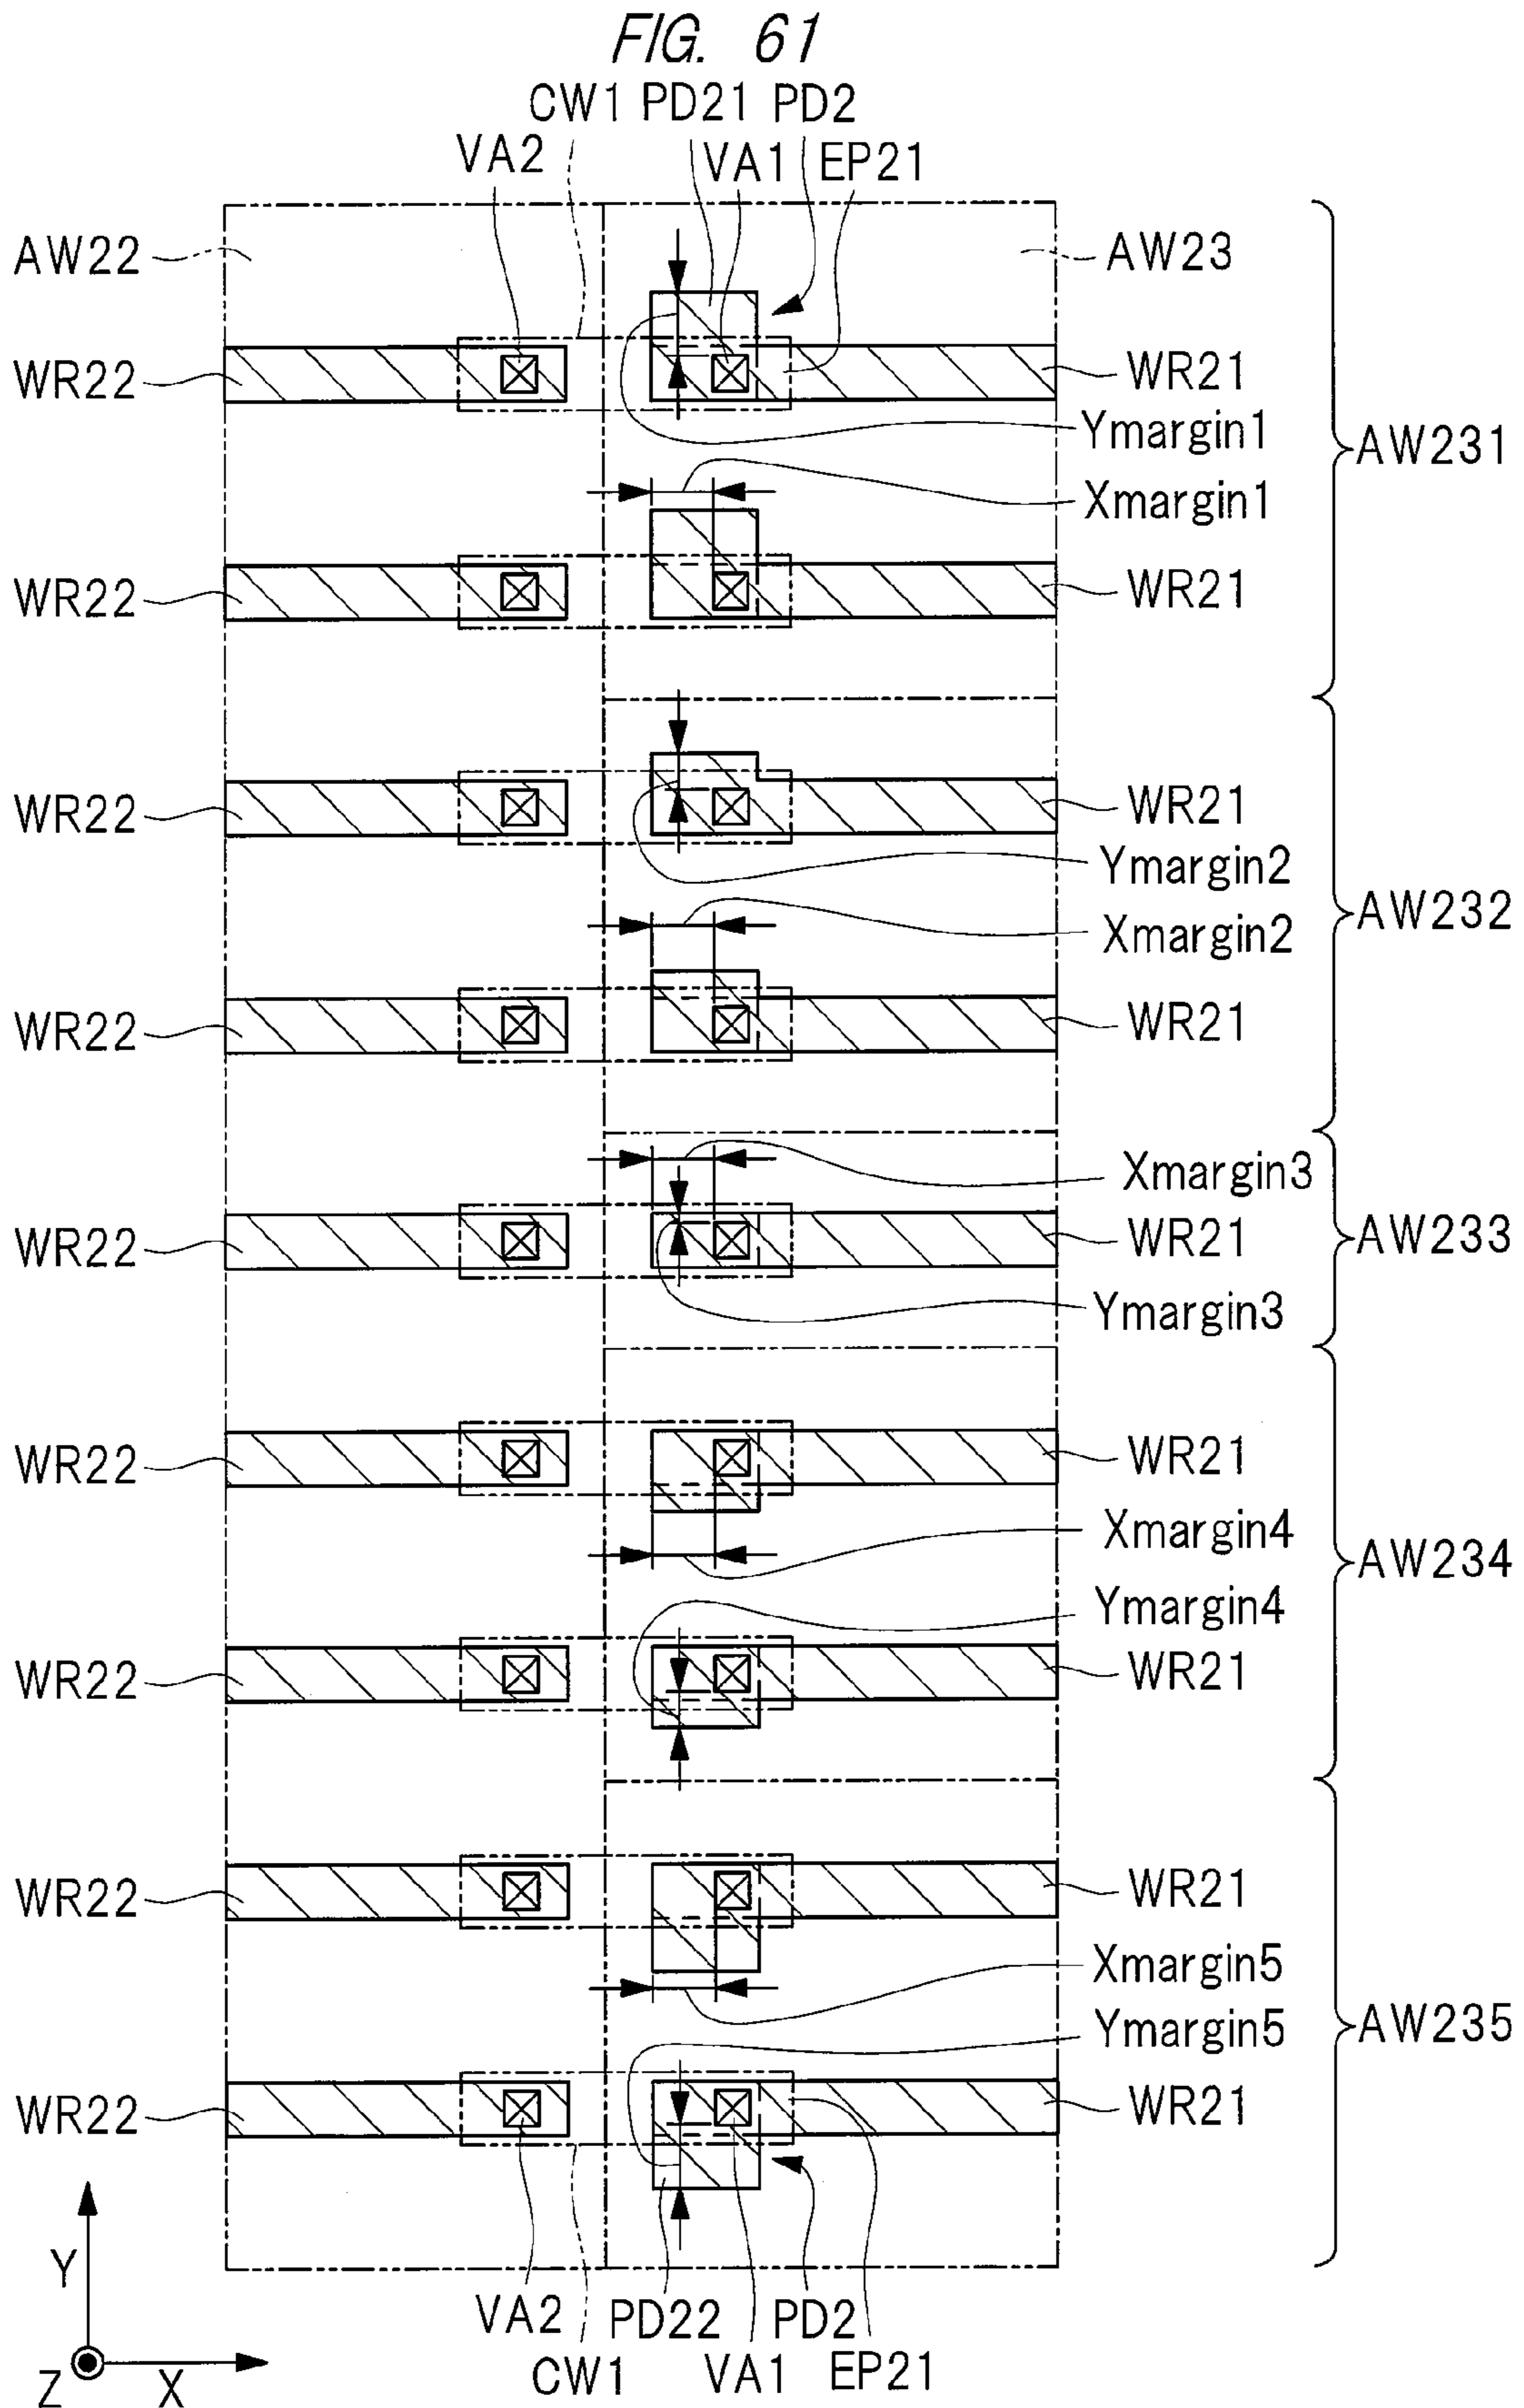 FIG. 61
CW1 PD21 PD2
VA2 VA1 EP21
AW22 AW23
WR22 WR21
Ymargin1
AW231
Xmargin1
WR22 WR21
WR22 WR21
Ymargin2
AW232
Xmargin2
WR22 WR21
Xmargin3
WR22 WR21 AW233
Ymargin3
WR22 WR21
Xmargin4
AW234
Ymargin4
WR22 WR21
WR22 WR21
Xmargin5
Ymargin5 AW235
WR22 WR21
Y
VA2 PD22 PD2
Z X CW1 VA1 EP21